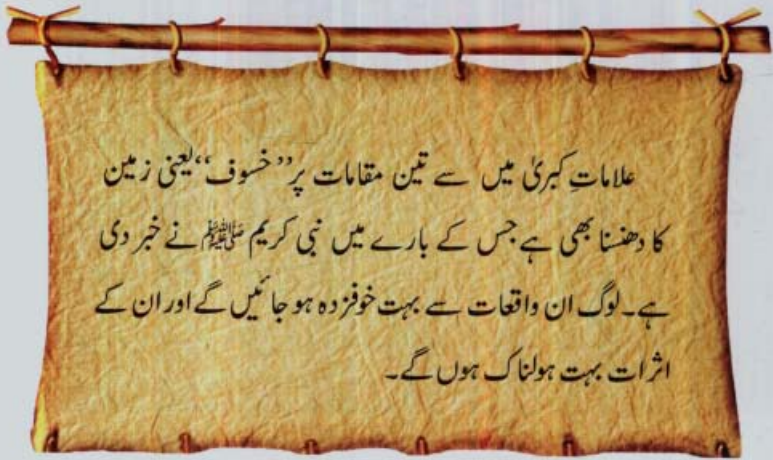 علاماتِ کبریٰ میں سے تین مقامات پر ’’خسوف‘‘ یعنی زمین
کا دھنسنا بھی ہے جس کے بارے میں نبی کریم ﷺ نے خبر دی
ہے۔ لوگ ان واقعات سے بہت خوفزدہ ہو جائیں گے اور ان کے
اثرات بہت ہولناک ہوں گے۔